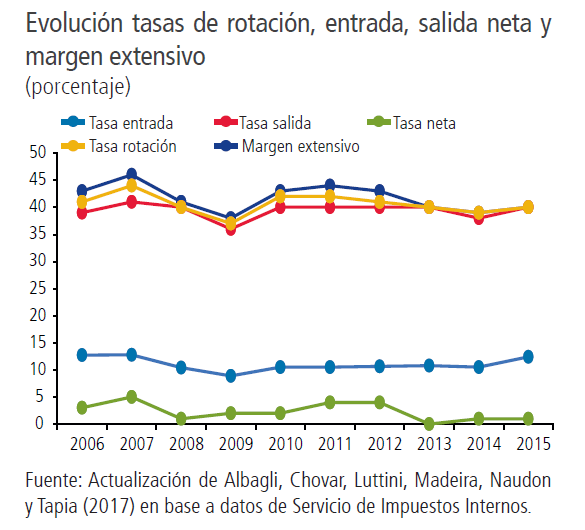 Evolución tasas de rotación, entrada, salida neta y
margen extensivo
(porcentaje)
Tasa entrada Tasa salida Tasa neta
Tasa rotación Margen extensivo
50
45
40
35
30
25
20
15
10
5
0
2006 2007 2008 2009 2010 2011 2012 2013 2014 2015
Fuente: Actualización de Albagli, Chovar, Luttini, Madeira, Naudon
y Tapia (2017) en base a datos de Servicio de Impuestos Internos.